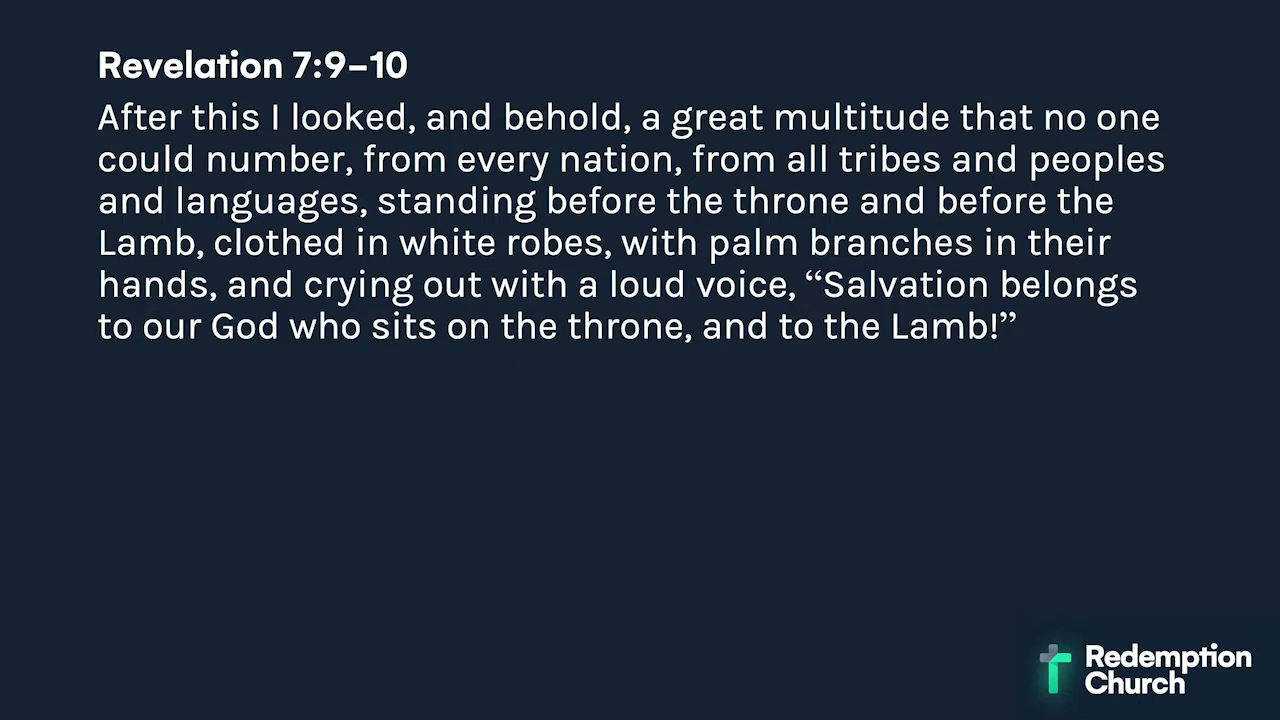 Revelation 7:9–10
After this I looked, and behold, a great multitude that no one
could number, from every nation, from all tribes and peoples
and languages, standing before the throne and before the
Lamb, clothed in white robes, with palm branches in their
hands, and crying out with a loud voice, “Salvation belongs
to our God who sits on the throne, and to the Lamb!”
Redemption
Church